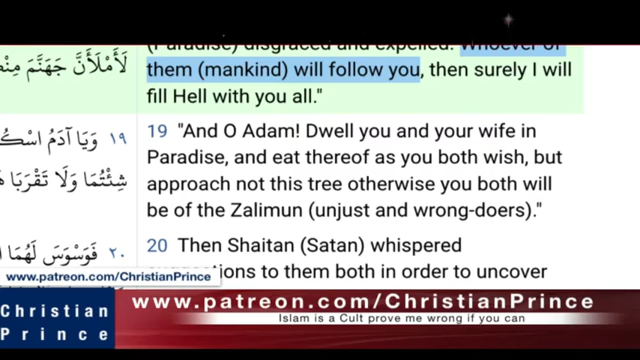 (Paradise) disgraced and expelled. Whoever of
لَأَمْلَأَنَّ جَهَنَّمَ
them (mankind) will follow you, then surely I will
fill Hell with you all."
١٩ وَيَا آدَمُ
19 "And O Adam! Dwell you and your wife in
Paradise, and eat thereof as you both wish, but
شِئْتُمَا وَلَا تَقْرَبَا
approach not this tree otherwise you both will
be of the Zalimun (unjust and wrong-doers)."
٢٠ فَوَسْوَسَ لَهُمَا
20 Then Shaitan (Satan) whispered
to them both in order to uncover
www.patreon.com/ChristianPrince
Christian
Prince
www.patreon.com/ChristianPrince
Islam is a Cult prove me wrong if you can